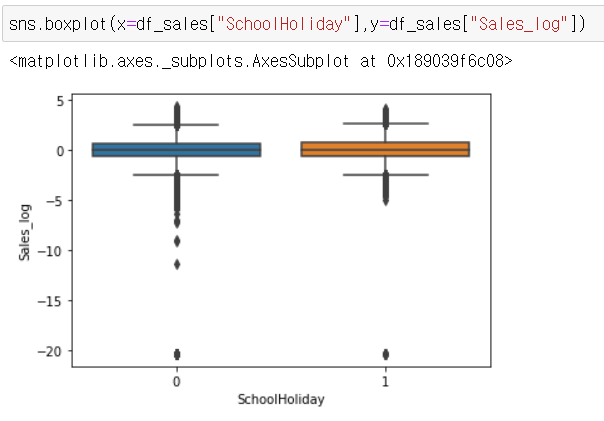 sns.boxplot(x=df_sales["SchoolHoliday"],y=df_sales["Sales_log"])
<matplotlib.axes._subplots.AxesSubplot at 0x189039f6c08>
5
0
−5
−10
−15
−20
Sales_log
0 1
SchoolHoliday